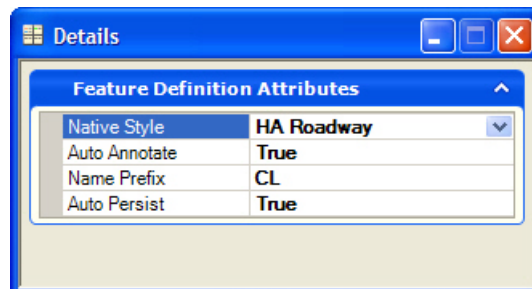 Details
Feature Definition Attributes
Native Style HA Roadway
Auto Annotate True
Name Prefix CL
Auto Persist True